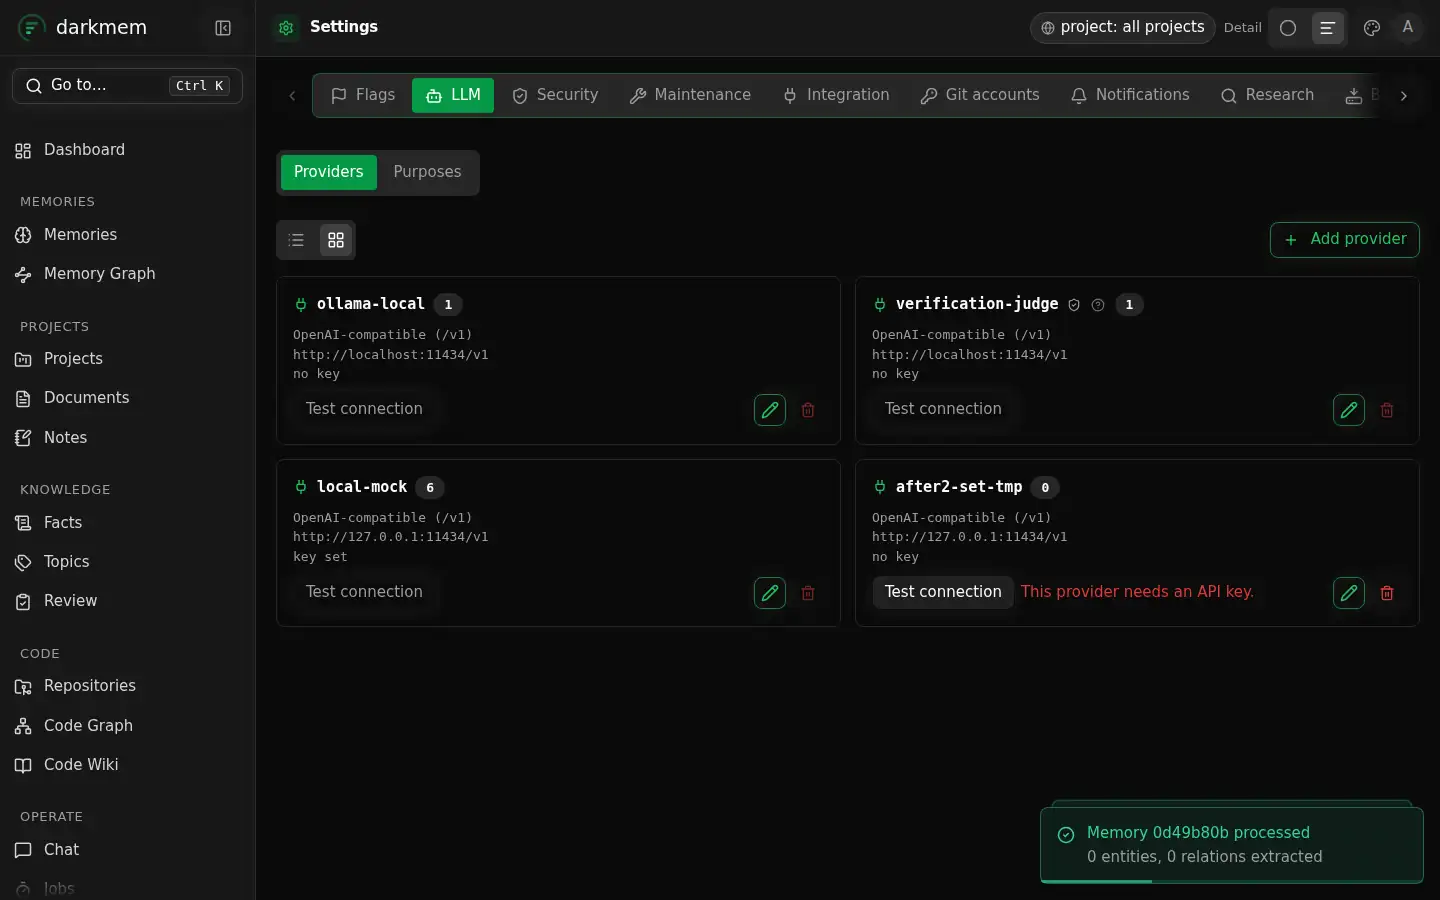 darkmem
Settings
project: all projects
Detail
A
Go to...
Ctrl K
Flags
LLM
Security
Maintenance
Integration
Git accounts
Notifications
Research
Dashboard
Providers
Purposes
MEMORIES
Memories
Memory Graph
Add provider
PROJECTS
Projects
Documents
Notes
KNOWLEDGE
Facts
Topics
Review
CODE
Repositories
Code Graph
Code Wiki
OPERATE
Chat
Jobs
ollama-local 1
OpenAI-compatible (/v1)
http://localhost:11434/v1
no key
Test connection
verification-judge 1
OpenAI-compatible (/v1)
http://localhost:11434/v1
no key
Test connection
local-mock 6
OpenAI-compatible (/v1)
http://127.0.0.1:11434/v1
key set
Test connection
after2-set-tmp 0
OpenAI-compatible (/v1)
http://127.0.0.1:11434/v1
no key
Test connection This provider needs an API key.
Memory 0d49b80b processed
0 entities, 0 relations extracted